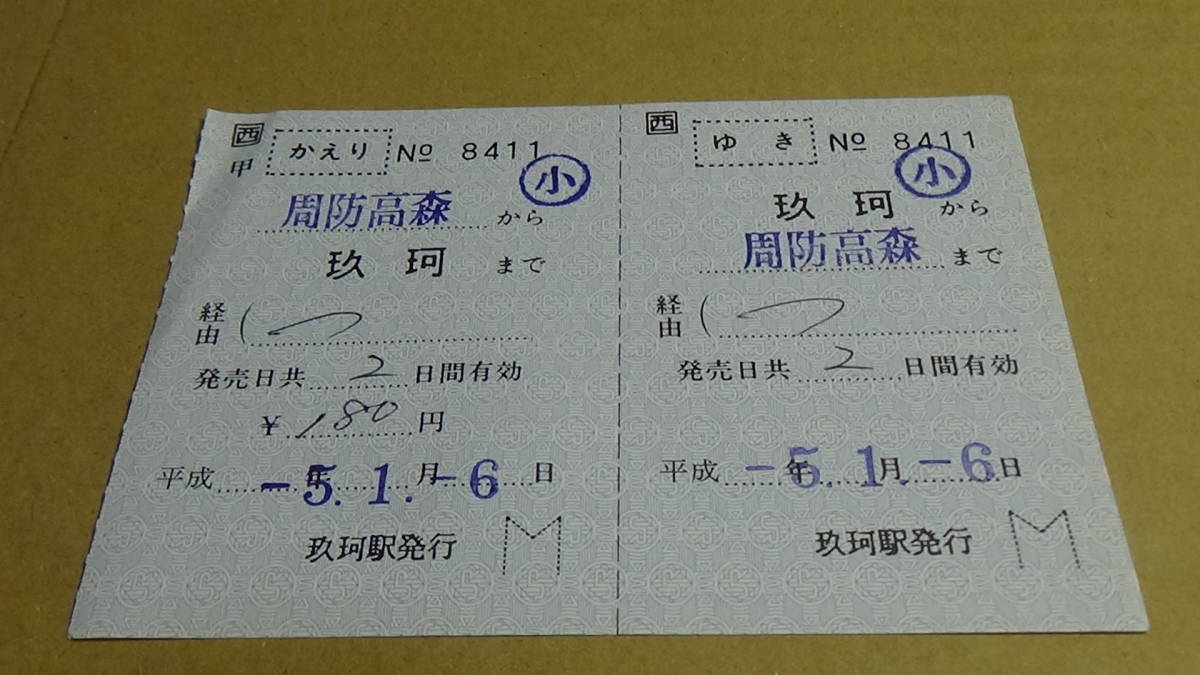 西
甲
かえり
№ 8411
小
周防高森 から
玖珂 まで
経由
発売日共 2 日間有効
¥ 180 円
平成 -5年 1.月 -6日
玖珂駅発行
西
ゆき
№ 8411
小
玖珂 から
周防高森 まで
経由
発売日共 2 日間有効
平成 -5年 1.月 -6日
玖珂駅発行